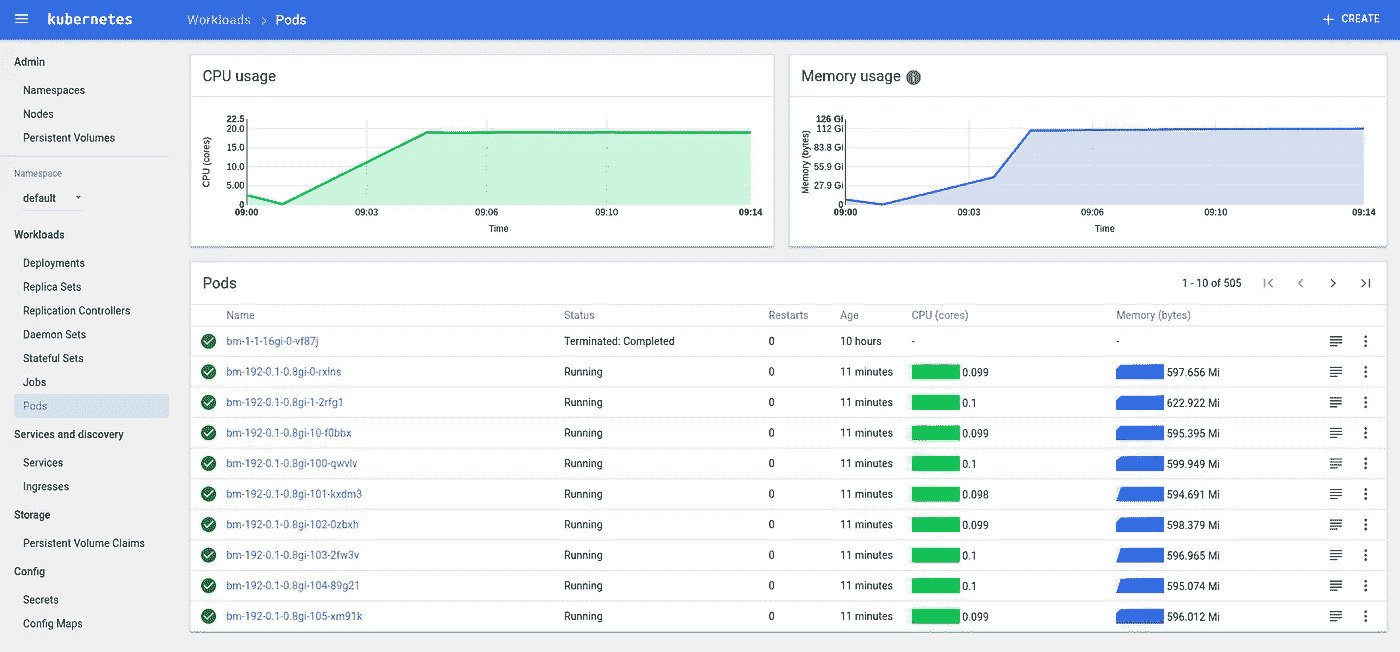 kubernetes Workloads > Pods + CREATE
Admin
Namespaces
Nodes
Persistent Volumes
Namespace
default
Workloads
Deployments
Replica Sets
Replication Controllers
Daemon Sets
Stateful Sets
Jobs
Pods
Services and discovery
Services
Ingresses
Storage
Persistent Volume Claims
Config
Secrets
Config Maps
CPU usage
CPU (cores)
22.5
20.0
15.0
10.0
5.00
0
09:00 09:03 09:06 09:10 09:14
Time
Memory usage
Memory (bytes)
126 Gi
112 Gi
83.8 Gi
55.9 Gi
27.9 Gi
0
09:00 09:03 09:06 09:10 09:14
Time
Pods 1 - 10 of 505
Name Status Restarts Age CPU (cores) Memory (bytes)
bm-1-1-16gi-0-vf87j Terminated: Completed 0 10 hours - -
bm-192-0.1-0.8gi-0-rxlns Running 0 11 minutes 0.099 597.656 Mi
bm-192-0.1-0.8gi-1-2rfg1 Running 0 11 minutes 0.1 622.922 Mi
bm-192-0.1-0.8gi-10-f0bbx Running 0 11 minutes 0.099 595.395 Mi
bm-192-0.1-0.8gi-100-qwvlv Running 0 11 minutes 0.1 599.949 Mi
bm-192-0.1-0.8gi-101-kxdm3 Running 0 11 minutes 0.098 594.691 Mi
bm-192-0.1-0.8gi-102-0zbxh Running 0 11 minutes 0.099 598.379 Mi
bm-192-0.1-0.8gi-103-2fw3v Running 0 11 minutes 0.1 596.965 Mi
bm-192-0.1-0.8gi-104-89g21 Running 0 11 minutes 0.1 595.074 Mi
bm-192-0.1-0.8gi-105-xm91k Running 0 11 minutes 0.099 596.012 Mi